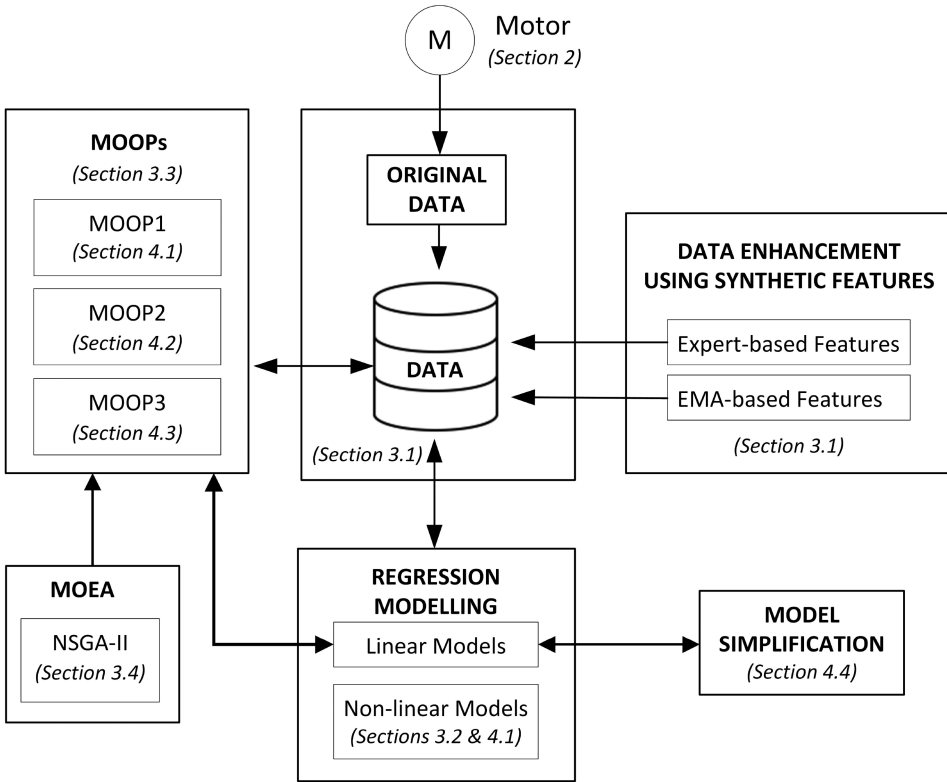 M
Motor
(Section 2)
MOOPs
(Section 3.3)
MOOP1
(Section 4.1)
MOOP2
(Section 4.2)
MOOP3
(Section 4.3)
ORIGINAL
DATA
DATA
(Section 3.1)
DATA ENHANCEMENT
USING SYNTHETIC FEATURES
Expert-based Features
EMA-based Features
(Section 3.1)
MOEA
NSGA-II
(Section 3.4)
REGRESSION
MODELLING
Linear Models
Non-linear Models
(Sections 3.2 & 4.1)
MODEL
SIMPLIFICATION
(Section 4.4)